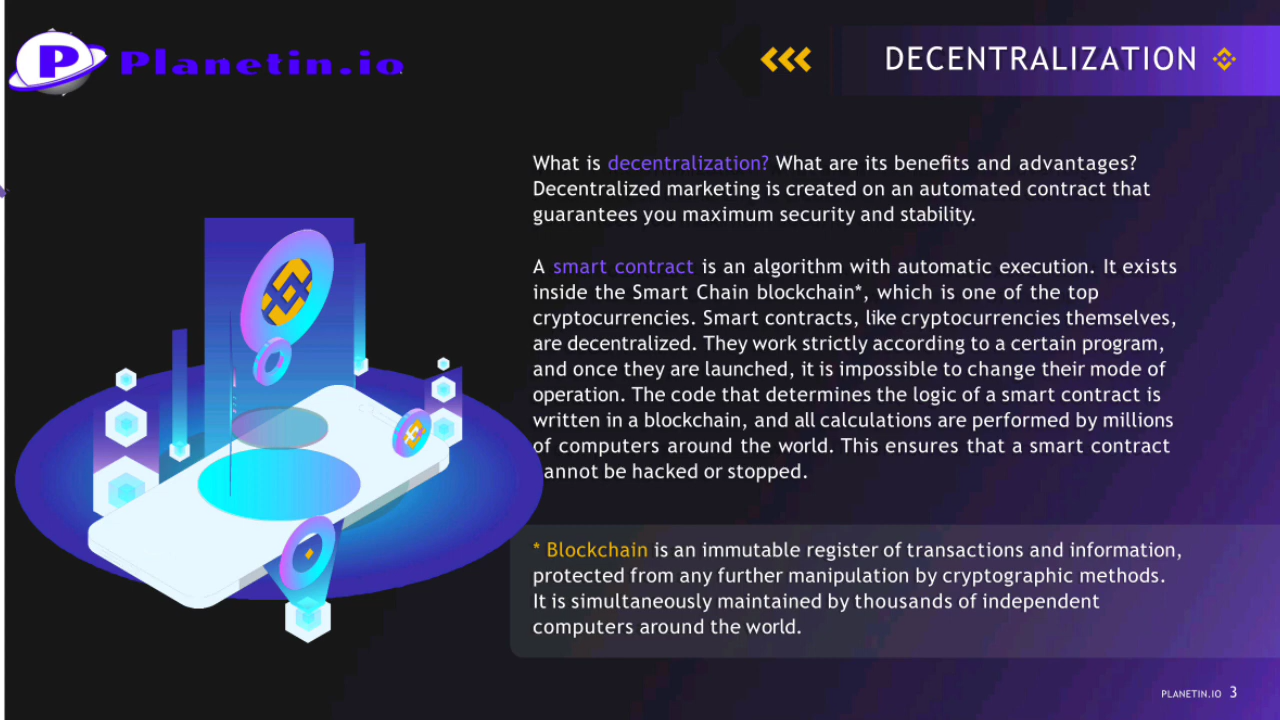 P Planetin.io
DECENTRALIZATION
What is decentralization? What are its benefits and advantages?
Decentralized marketing is created on an automated contract that
guarantees you maximum security and stability.
A smart contract is an algorithm with automatic execution. It exists
inside the Smart Chain blockchain*, which is one of the top
cryptocurrencies. Smart contracts, like cryptocurrencies themselves,
are decentralized. They work strictly according to a certain program,
and once they are launched, it is impossible to change their mode of
operation. The code that determines the logic of a smart contract is
written in a blockchain, and all calculations are performed by millions
of computers around the world. This ensures that a smart contract
annot be hacked or stopped.
* Blockchain is an immutable register of transactions and information,
protected from any further manipulation by cryptographic methods.
It is simultaneously maintained by thousands of independent
computers around the world.
PLANETIN.IO 3